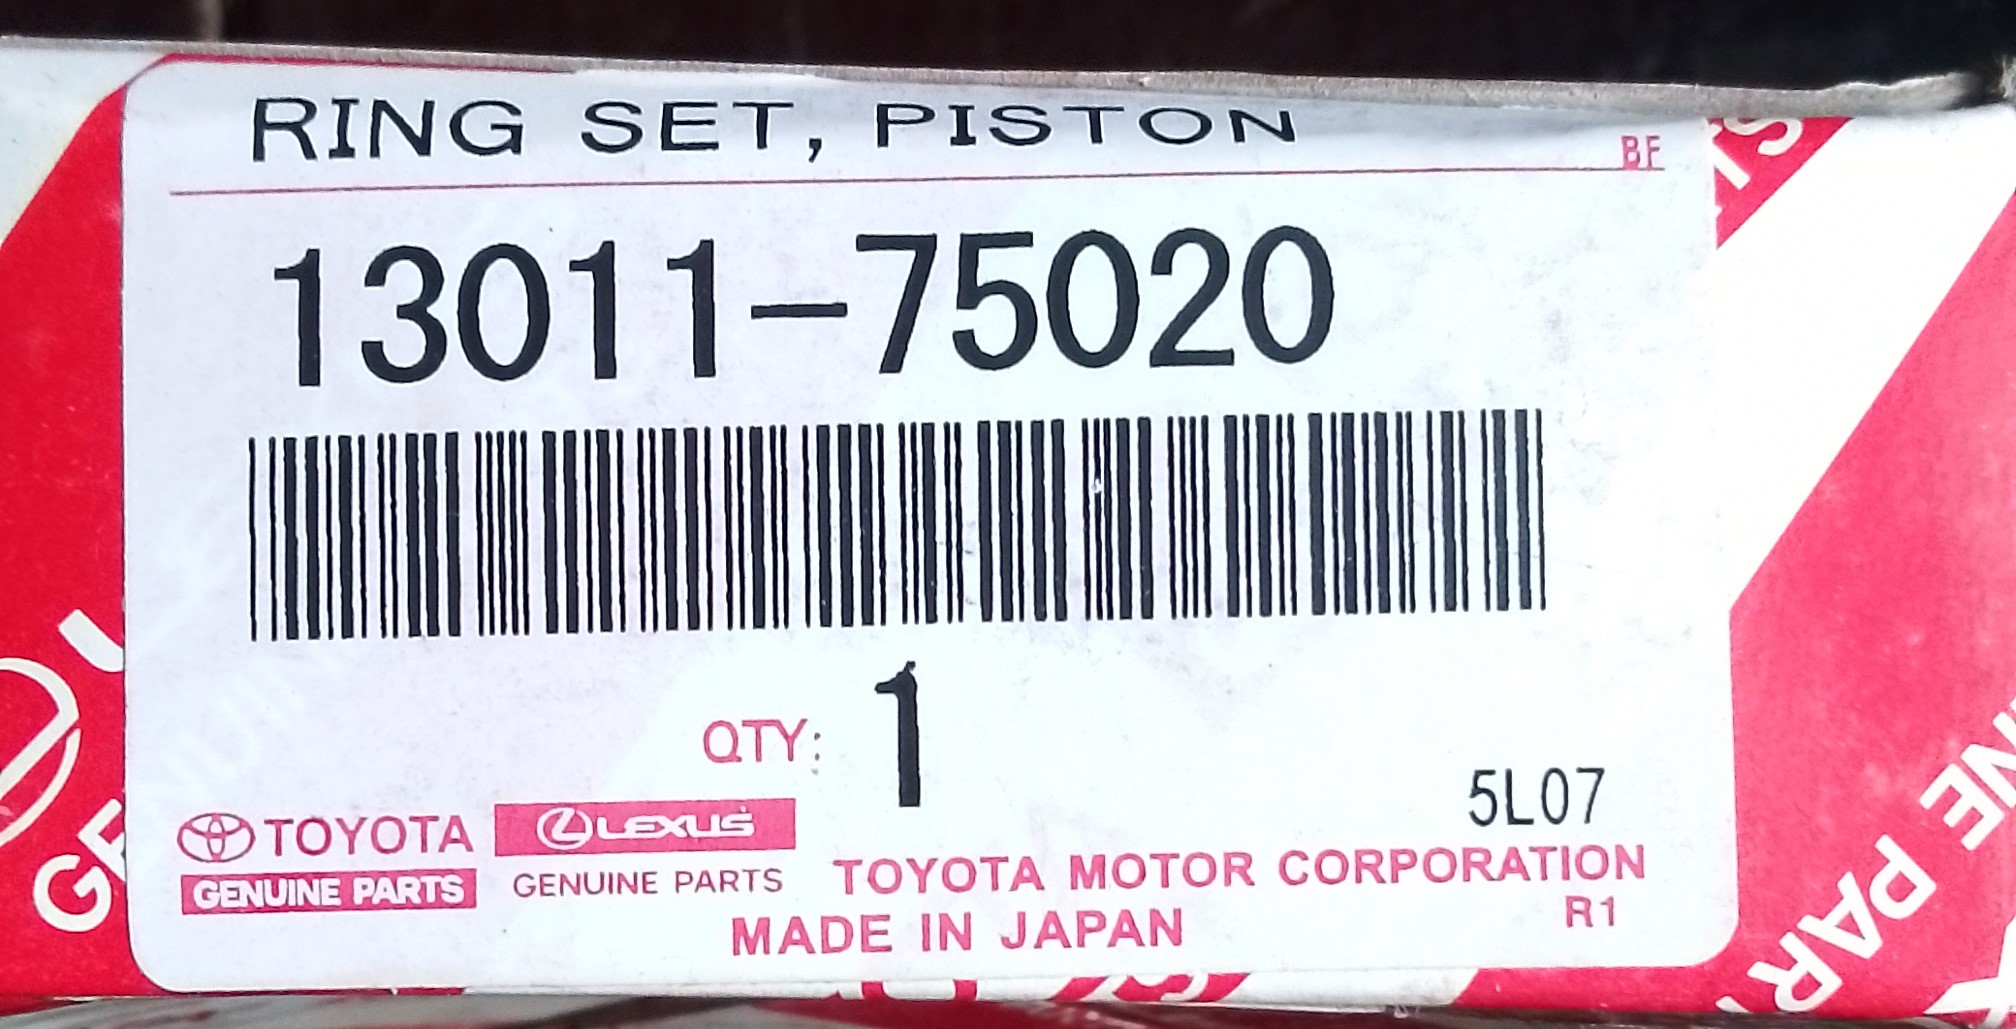 RING SET, PISTON
BF
13011-75020
QTY: 1
5L07
TOYOTA
GENUINE PARTS
LEXUS
GENUINE PARTS
TOYOTA MOTOR CORPORATION
R1
MADE IN JAPAN